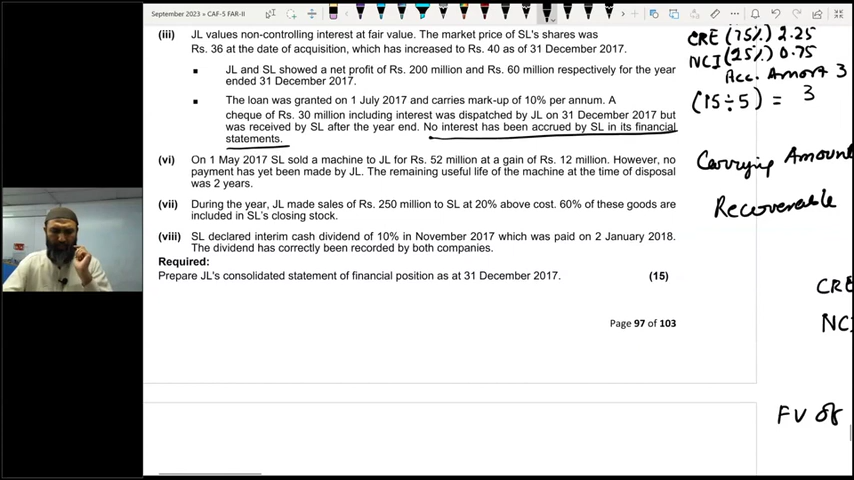 September 2023 » CAF-5 FAR-II
(iii) JL values non-controlling interest at fair value. The market price of SL's shares was
Rs. 36 at the date of acquisition, which has increased to Rs. 40 as of 31 December 2017.
▪ JL and SL showed a net profit of Rs. 200 million and Rs. 60 million respectively for the year
ended 31 December 2017.
▪ The loan was granted on 1 July 2017 and carries mark-up of 10% per annum. A
cheque of Rs. 30 million including interest was dispatched by JL on 31 December 2017 but
was received by SL after the year end. No interest has been accrued by SL in its financial
statements.
(vi) On 1 May 2017 SL sold a machine to JL for Rs. 52 million at a gain of Rs. 12 million. However, no
payment has yet been made by JL. The remaining useful life of the machine at the time of disposal
was 2 years.
(vii) During the year, JL made sales of Rs. 250 million to SL at 20% above cost. 60% of these goods are
included in SL's closing stock.
(viii) SL declared interim cash dividend of 10% in November 2017 which was paid on 2 January 2018.
The dividend has correctly been recorded by both companies.
Required:
Prepare JL's consolidated statement of financial position as at 31 December 2017. (15)
Page 97 of 103
CRE (75%) 2.25
NCI (25%) 0.75
Acc. Amort 3
(15÷5) = 3
Carrying Amount
Recoverable
CRE
NCI
FV of